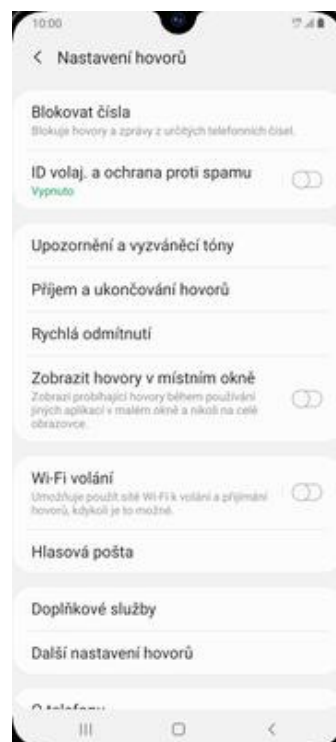 10:00
Nastavení hovorů
Blokovat čísla
Blokuje hovory a zprávy z určitých telefonních čísel.
ID volaj. a ochrana proti spamu
Vypnuto
Upozornění a vyzváněcí tóny
Příjem a ukončování hovorů
Rychlá odmítnutí
Zobrazit hovory v místním okně
Zobrazí probíhající hovory během používání
jiných aplikací v malém okně a nikoli na celé
obrazovce.
Wi-Fi volání
Umožňuje použít sítě Wi-Fi k volání a přijímání
hovorů, kdykoli je to možné.
Hlasová pošta
Doplňkové služby
Další nastavení hovorů
O telefonu